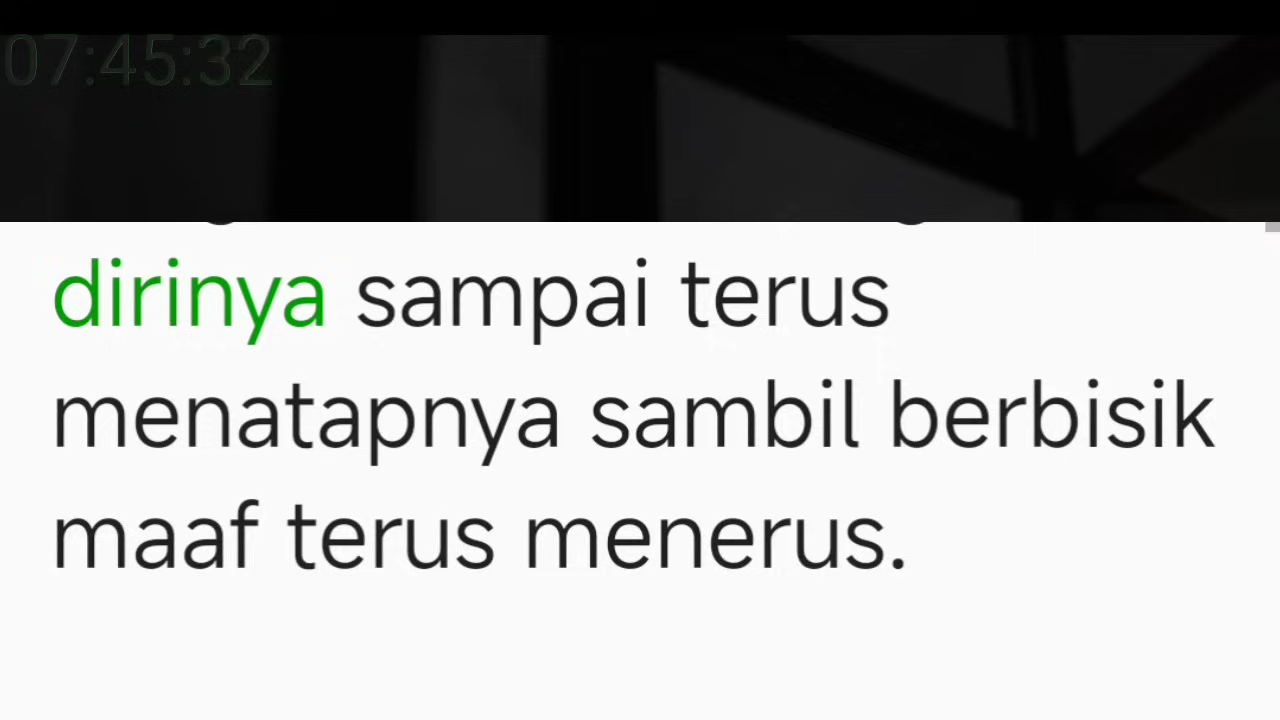 07:45:32
dirinya sampai terus
menatapnya sambil berbisik
maaf terus menerus.